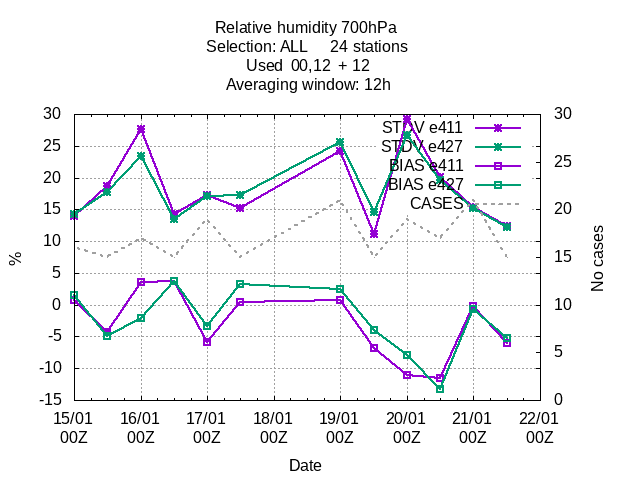 Relative humidity 700hPa
Selection: ALL 24 stations
Used 00,12 + 12
Averaging window: 12h
30
25
20
15
10
5
0
-5
-10
-15
%
30
25
20
15
10
5
0
No cases
STDV e411
STDV e427
BIAS e411
BIAS e427
CASES
15/01 16/01 17/01 18/01 19/01 20/01 21/01 22/01
00Z 00Z 00Z 00Z 00Z 00Z 00Z 00Z
Date